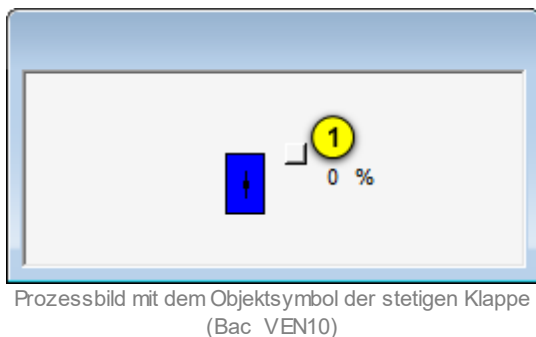 1
0 %
Prozessbild mit dem Objektsymbol der stetigen Klappe
(Bac VEN10)